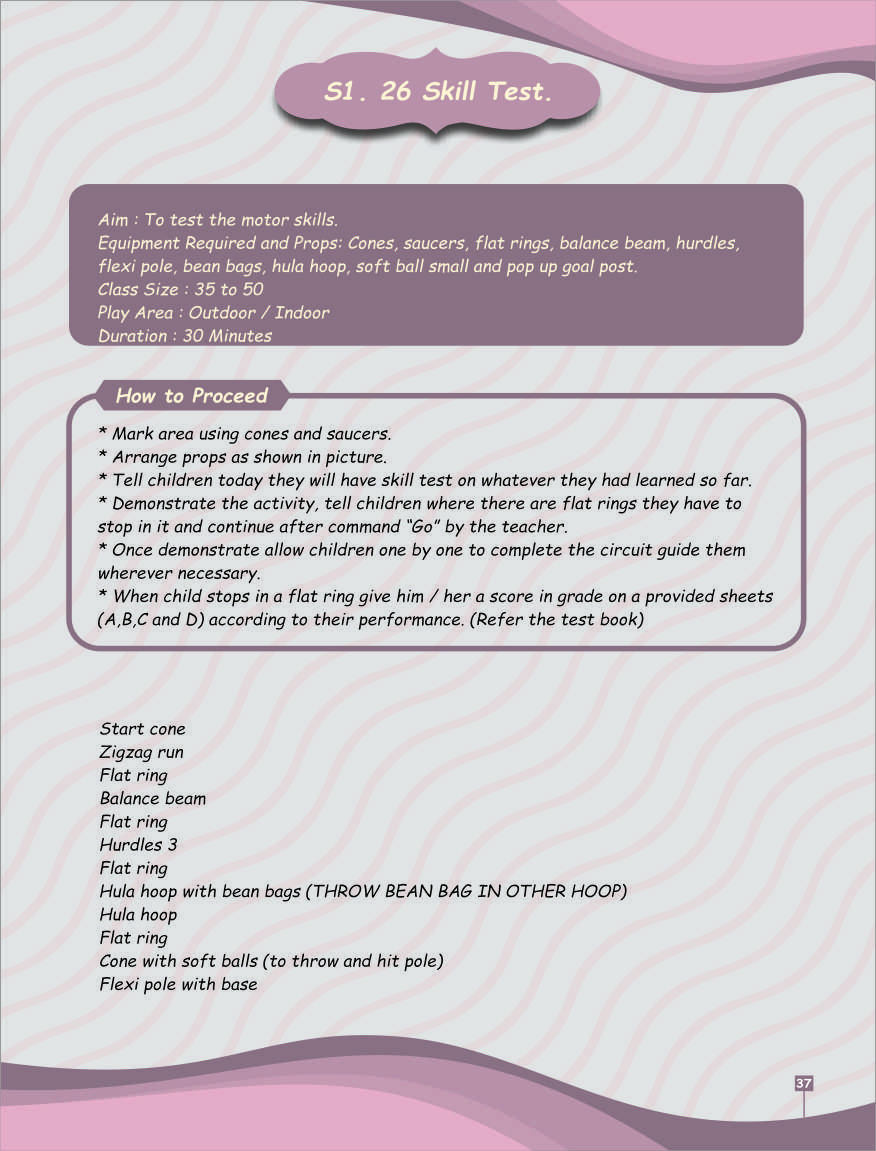 S1. 26 Skill Test.
Aim : To test the motor skills.
Equipment Required and Props: Cones, saucers, flat rings, balance beam, hurdles,
flexi pole, bean bags, hula hoop, soft ball small and pop up goal post.
Class Size : 35 to 50
Play Area : Outdoor / Indoor
Duration : 30 Minutes
How to Proceed
* Mark area using cones and saucers.
* Arrange props as shown in picture.
* Tell children today they will have skill test on whatever they had learned so far.
* Demonstrate the activity, tell children where there are flat rings they have to
stop in it and continue after command “Go” by the teacher.
* Once demonstrate allow children one by one to complete the circuit guide them
wherever necessary.
* When child stops in a flat ring give him / her a score in grade on a provided sheets
(A,B,C and D) according to their performance. (Refer the test book)
Start cone
Zigzag run
Flat ring
Balance beam
Flat ring
Hurdles 3
Flat ring
Hula hoop with bean bags (THROW BEAN BAG IN OTHER HOOP)
Hula hoop
Flat ring
Cone with soft balls (to throw and hit pole)
Flexi pole with base
37